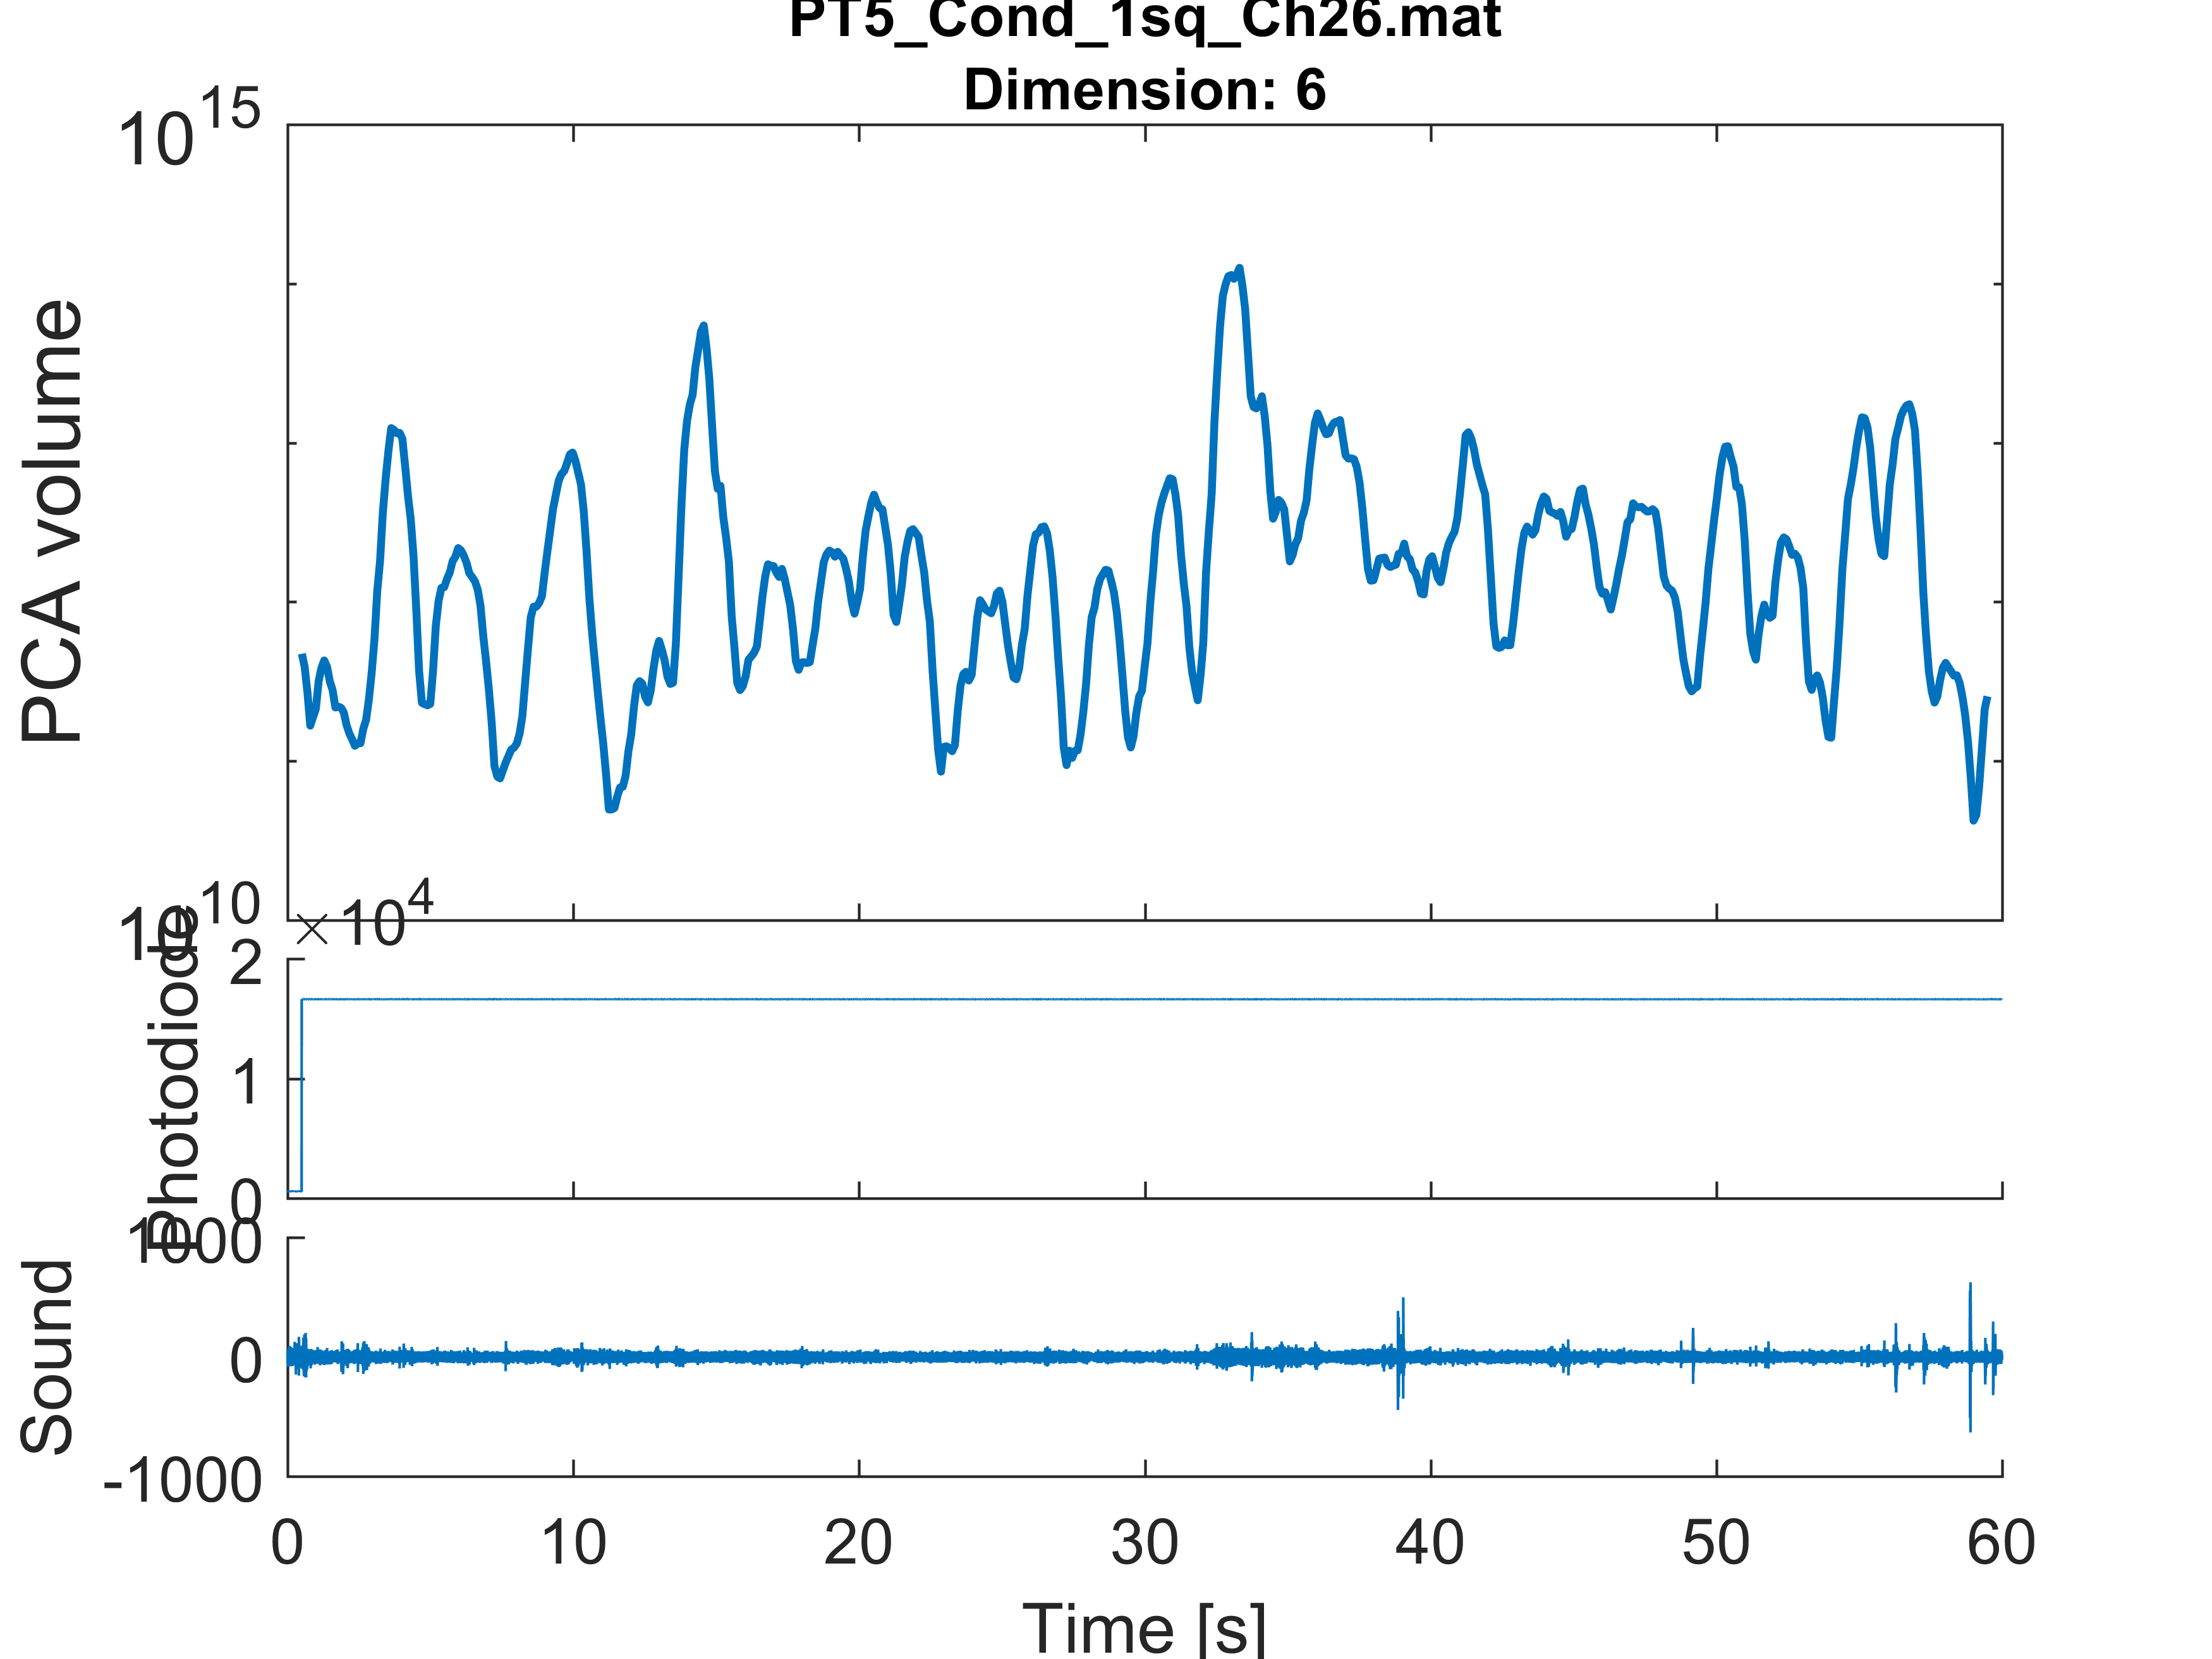 PT5_Cond_1sq_Ch26.mat
Dimension: 6
10^15
PCA volume
10^10
×10^4
2
Photodiode
1
0
1000
Sound
0
-1000
0 10 20 30 40 50 60
Time [s]